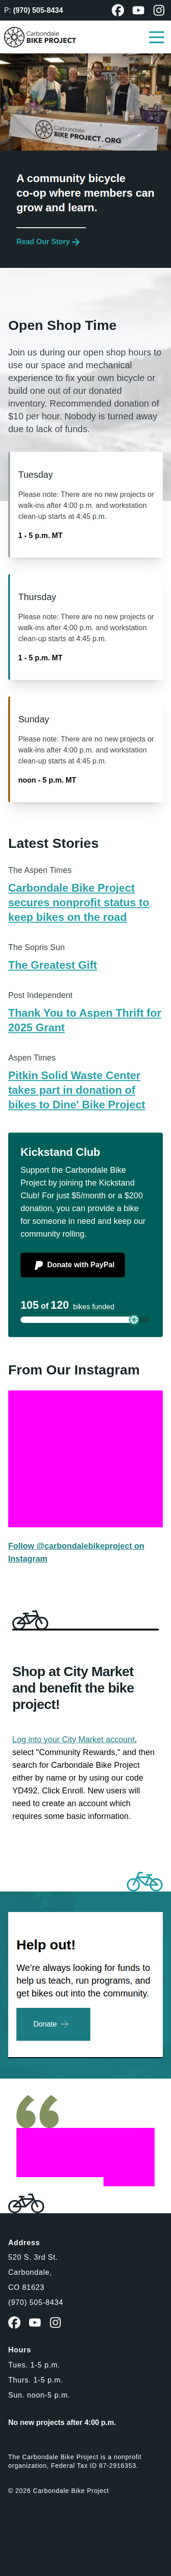 P: (970) 505-8434
Carbondale
BIKE PROJECT
Carbondale
BIKE PROJECT.ORG
A community bicycle
co-op where members can
grow and learn.
Read Our Story
Open Shop Time
Join us during our open shop hours to
use our space and mechanical
experience to fix your own bicycle or
build one out of our donated
inventory. Recommended donation of
$10 per hour. Nobody is turned away
due to lack of funds.
Tuesday
Please note: There are no new projects or
walk-ins after 4:00 p.m. and workstation
clean-up starts at 4:45 p.m.
1 - 5 p.m. MT
Thursday
Please note: There are no new projects or
walk-ins after 4:00 p.m. and workstation
clean-up starts at 4:45 p.m.
1 - 5 p.m. MT
Sunday
Please note: There are no new projects or
walk-ins after 4:00 p.m. and workstation
clean-up starts at 4:45 p.m.
noon - 5 p.m. MT
Latest Stories
The Aspen Times
Carbondale Bike Project
secures nonprofit status to
keep bikes on the road
The Sopris Sun
The Greatest Gift
Post Independent
Thank You to Aspen Thrift for
2025 Grant
Aspen Times
Pitkin Solid Waste Center
takes part in donation of
bikes to Dine' Bike Project
Kickstand Club
Support the Carbondale Bike
Project by joining the Kickstand
Club! For just $5/month or a $200
donation, you can provide a bike
for someone in need and keep our
community rolling.
Donate with PayPal
105 of 120 bikes funded
From Our Instagram
Follow @carbondalebikeproject on
Instagram
Shop at City Market
and benefit the bike
project!
Log into your City Market account,
select "Community Rewards," and then
search for Carbondale Bike Project
either by name or by using our code
YD492. Click Enroll. New users will
need to create an account which
requires some basic information.
Help out!
We're always looking for funds to
help us teach, run programs, and
get bikes out into the community.
Donate
Address
520 S. 3rd St.
Carbondale,
CO 81623
(970) 505-8434
Hours
Tues. 1-5 p.m.
Thurs. 1-5 p.m.
Sun. noon-5 p.m.
No new projects after 4:00 p.m.
The Carbondale Bike Project is a nonprofit
organization, Federal Tax ID 87-2916353.
© 2026 Carbondale Bike Project